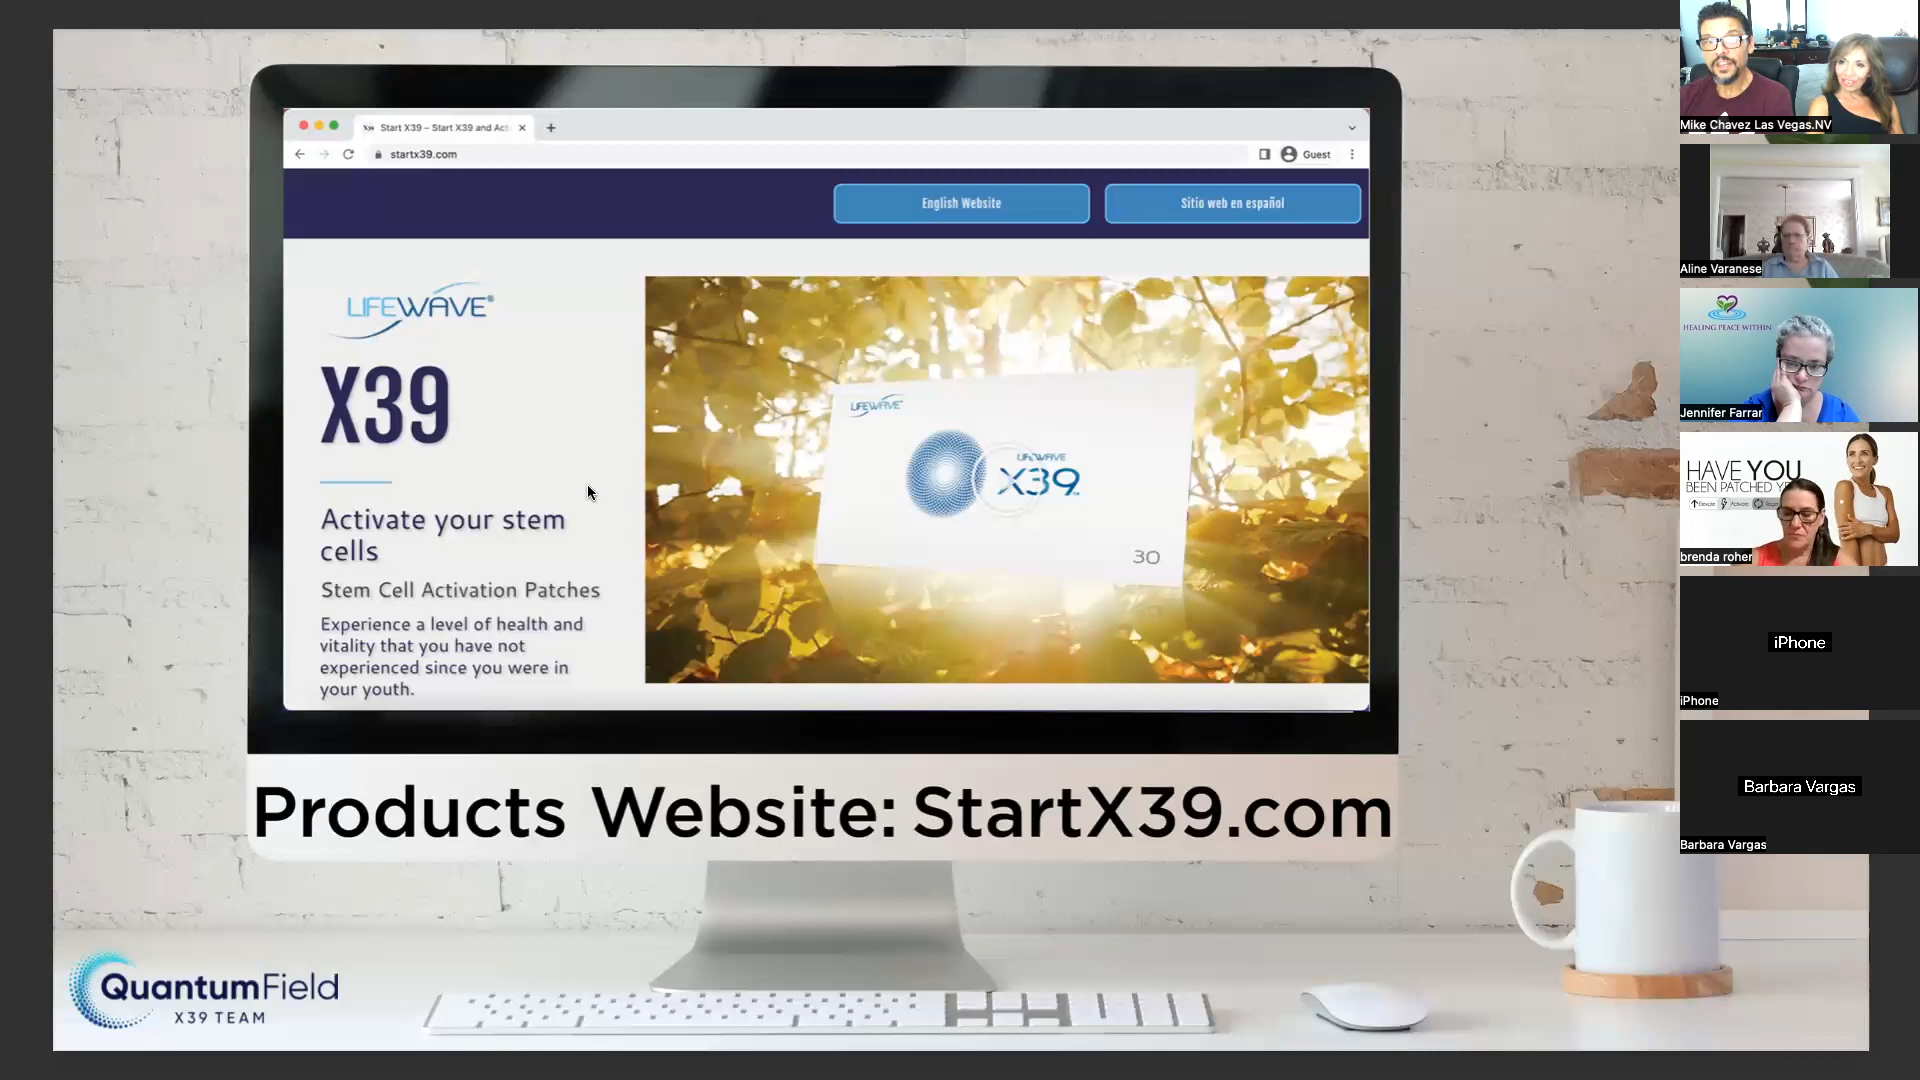 Start X39 – Start X39 and Act
startx39.com
Guest
English Website
Sitio web en español
LIFEWAVE®
X39
Activate your stem
cells
Stem Cell Activation Patches
Experience a level of health and
vitality that you have not
experienced since you were in
your youth.
LIFEWAVE
LIFEWAVE
X39
30
Products Website: StartX39.com
QuantumField
X39 TEAM
Mike Chavez Las Vegas.NV
Aline Varanese
HEALING PEACE WITHIN
Jennifer Farrar
HAVE YOU
BEEN PATCHED
Elevate Activate
brenda roher
iPhone
iPhone
Barbara Vargas
Barbara Vargas